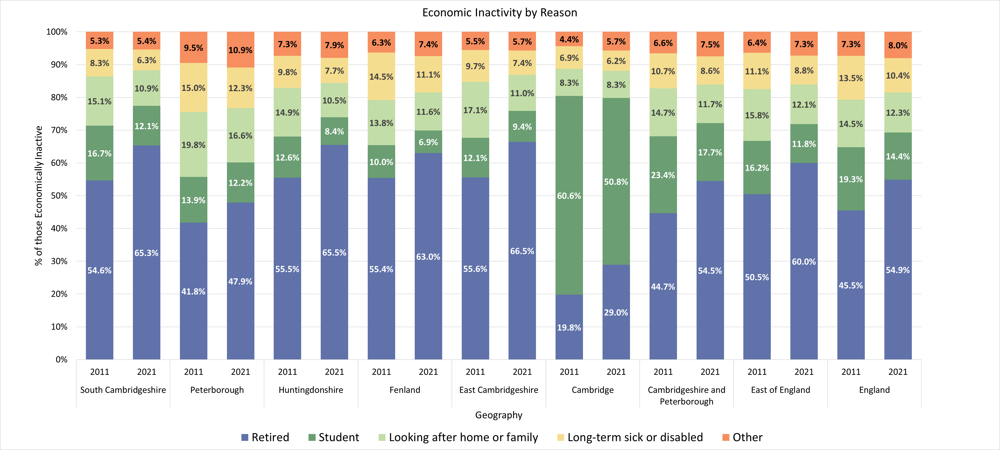 Economic Inactivity by Reason
100%
90%
80%
70%
60%
50%
40%
30%
20%
10%
0%
% of those Economically Inactive
5.3% 5.4% 9.5% 10.9% 7.3% 7.9% 6.3% 7.4% 5.5% 5.7% 4.4% 5.7% 6.6% 7.5% 6.4% 7.3% 7.3% 8.0%
8.3% 6.3% 15.0% 12.3% 9.8% 7.7% 14.5% 11.1% 9.7% 7.4% 6.9% 6.2% 10.7% 8.6% 11.1% 8.8% 13.5% 10.4%
15.1% 10.9% 19.8% 16.6% 14.9% 10.5% 13.8% 11.6% 17.1% 11.0% 8.3% 8.3% 14.7% 11.7% 15.8% 12.1% 14.5% 12.3%
16.7% 12.1% 13.9% 12.2% 12.6% 8.4% 10.0% 6.9% 12.1% 9.4% 60.6% 50.8% 23.4% 17.7% 16.2% 11.8% 19.3% 14.4%
54.6% 65.3% 41.8% 47.9% 55.5% 65.5% 55.4% 63.0% 55.6% 66.5% 19.8% 29.0% 44.7% 54.5% 50.5% 60.0% 45.5% 54.9%
2011 2021 2011 2021 2011 2021 2011 2021 2011 2021 2011 2021 2011 2021 2011 2021 2011 2021
South Cambridgeshire Peterborough Huntingdonshire Fenland East Cambridgeshire Cambridge Cambridgeshire and East of England England
Peterborough
Geography
Retired Student Looking after home or family Long-term sick or disabled Other